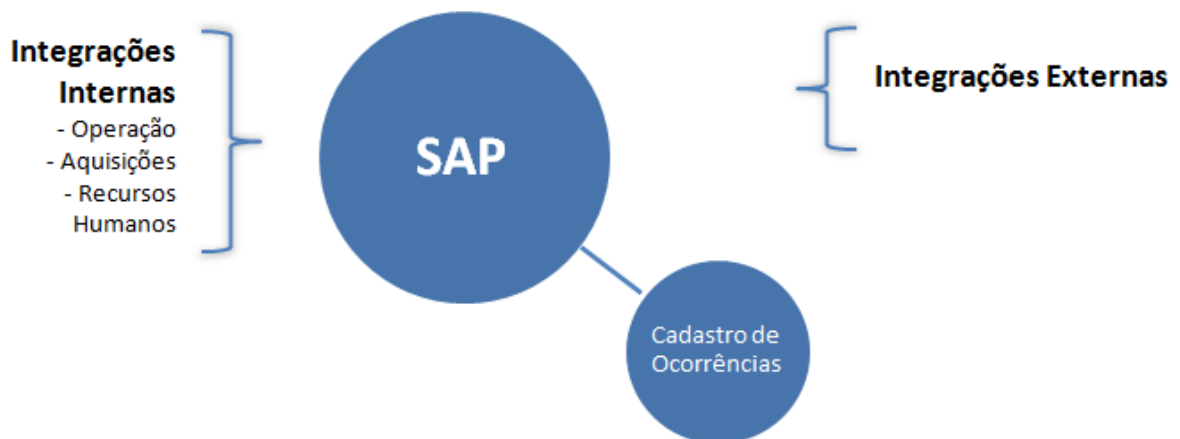 Integrações
Internas
- Operação
- Aquisições
- Recursos
Humanos
SAP
Integrações Externas
Cadastro de
Ocorrências